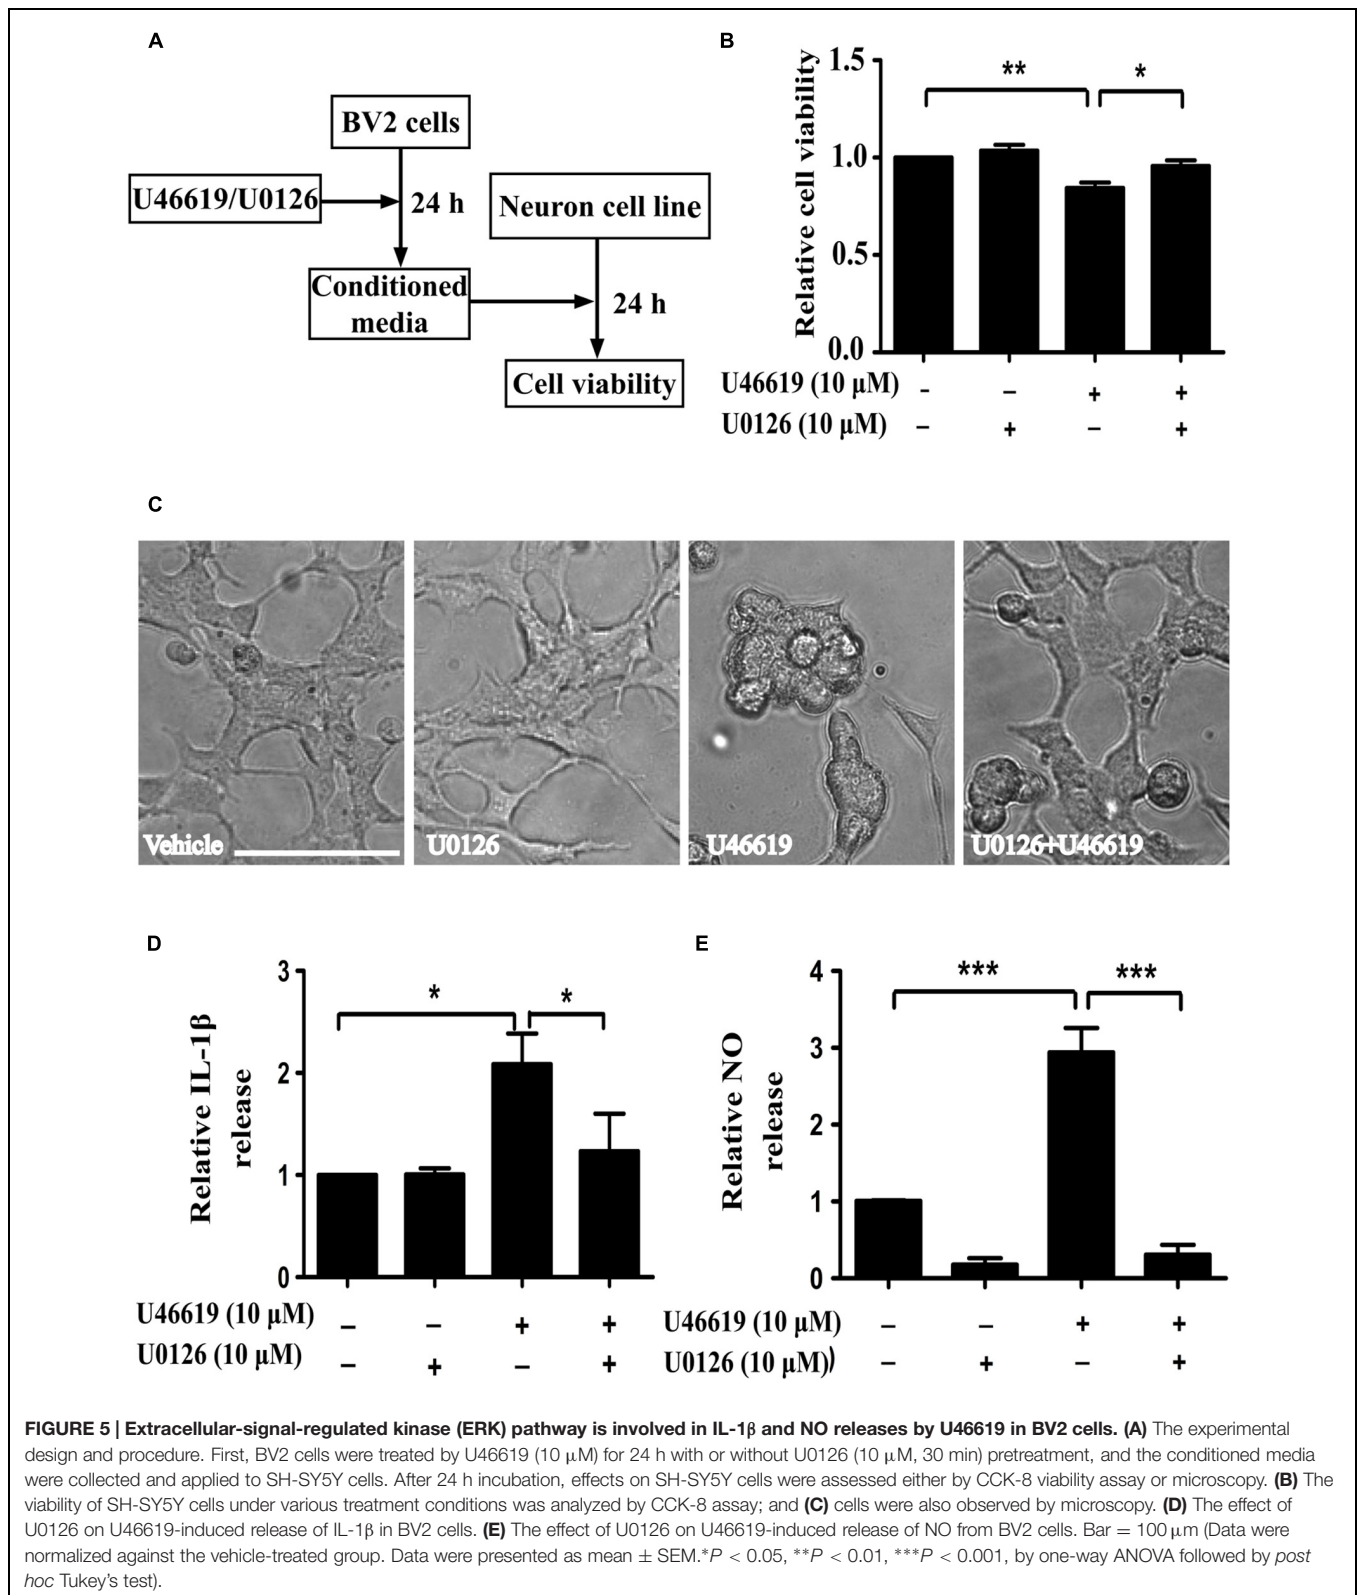 A
BV2 cells
U46619/U0126
24 h
Neuron cell line
Conditioned
media
24 h
Cell viability
B
Relative cell viability
1.5
1.0
0.5
0.0
** *
U46619 (10 µM) - – + +
U0126 (10 µM) – + – +
C
Vehicle
U0126
U46619
U0126+U46619
D
Relative IL-1β
release
3
2
1
0
* *
U46619 (10 µM) – – + +
U0126 (10 µM) – + – +
E
Relative NO
release
4
3
2
1
0
*** ***
U46619 (10 µM) – – + +
U0126 (10 µM)) – + – +
FIGURE 5 | Extracellular-signal-regulated kinase (ERK) pathway is involved in IL-1β and NO releases by U46619 in BV2 cells. (A) The experimental
design and procedure. First, BV2 cells were treated by U46619 (10 µM) for 24 h with or without U0126 (10 µM, 30 min) pretreatment, and the conditioned media
were collected and applied to SH-SY5Y cells. After 24 h incubation, effects on SH-SY5Y cells were assessed either by CCK-8 viability assay or microscopy. (B) The
viability of SH-SY5Y cells under various treatment conditions was analyzed by CCK-8 assay; and (C) cells were also observed by microscopy. (D) The effect of
U0126 on U46619-induced release of IL-1β in BV2 cells. (E) The effect of U0126 on U46619-induced release of NO from BV2 cells. Bar = 100 µm (Data were
normalized against the vehicle-treated group. Data were presented as mean ± SEM.*P < 0.05, **P < 0.01, ***P < 0.001, by one-way ANOVA followed by post
hoc Tukey's test).